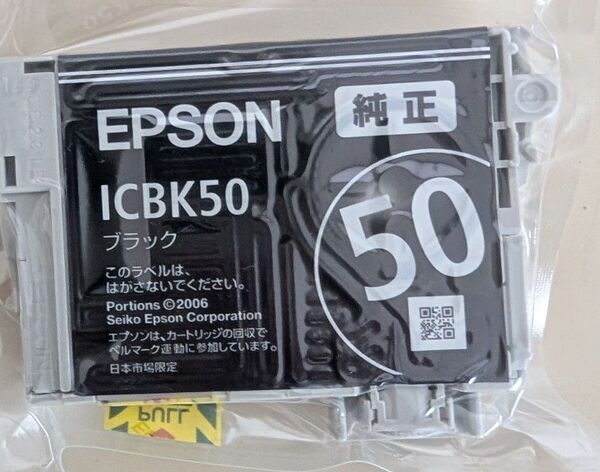 EPSON
純正
ICBK50
ブラック
50
このラベルは、
はがさないでください。
Portions ©2006
Seiko Epson Corporation
エプソンは、カートリッジの回収で
ベルマーク運動に参加しています。
日本市場限定
PULL